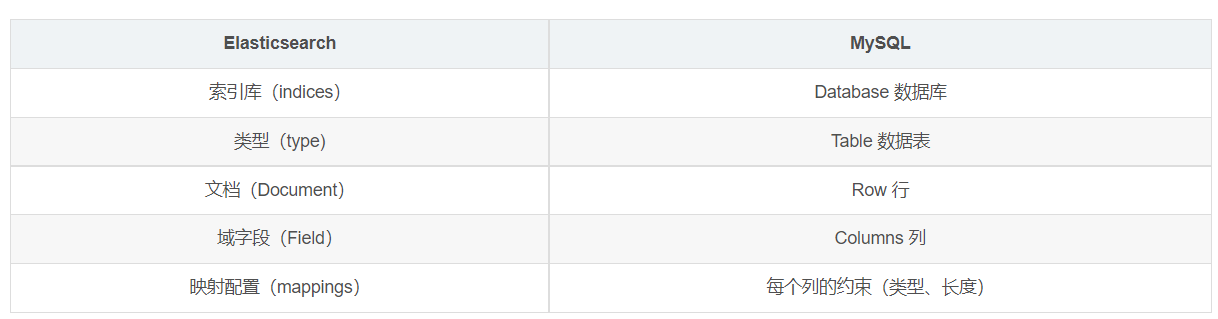 Elasticsearch MySQL
索引库（indices） Database 数据库
类型（type) Table 数据表
文档（Document） Row 行
域字段（Field） Columns 列
映射配置（mappings） 每个列的约束（类型、长度）